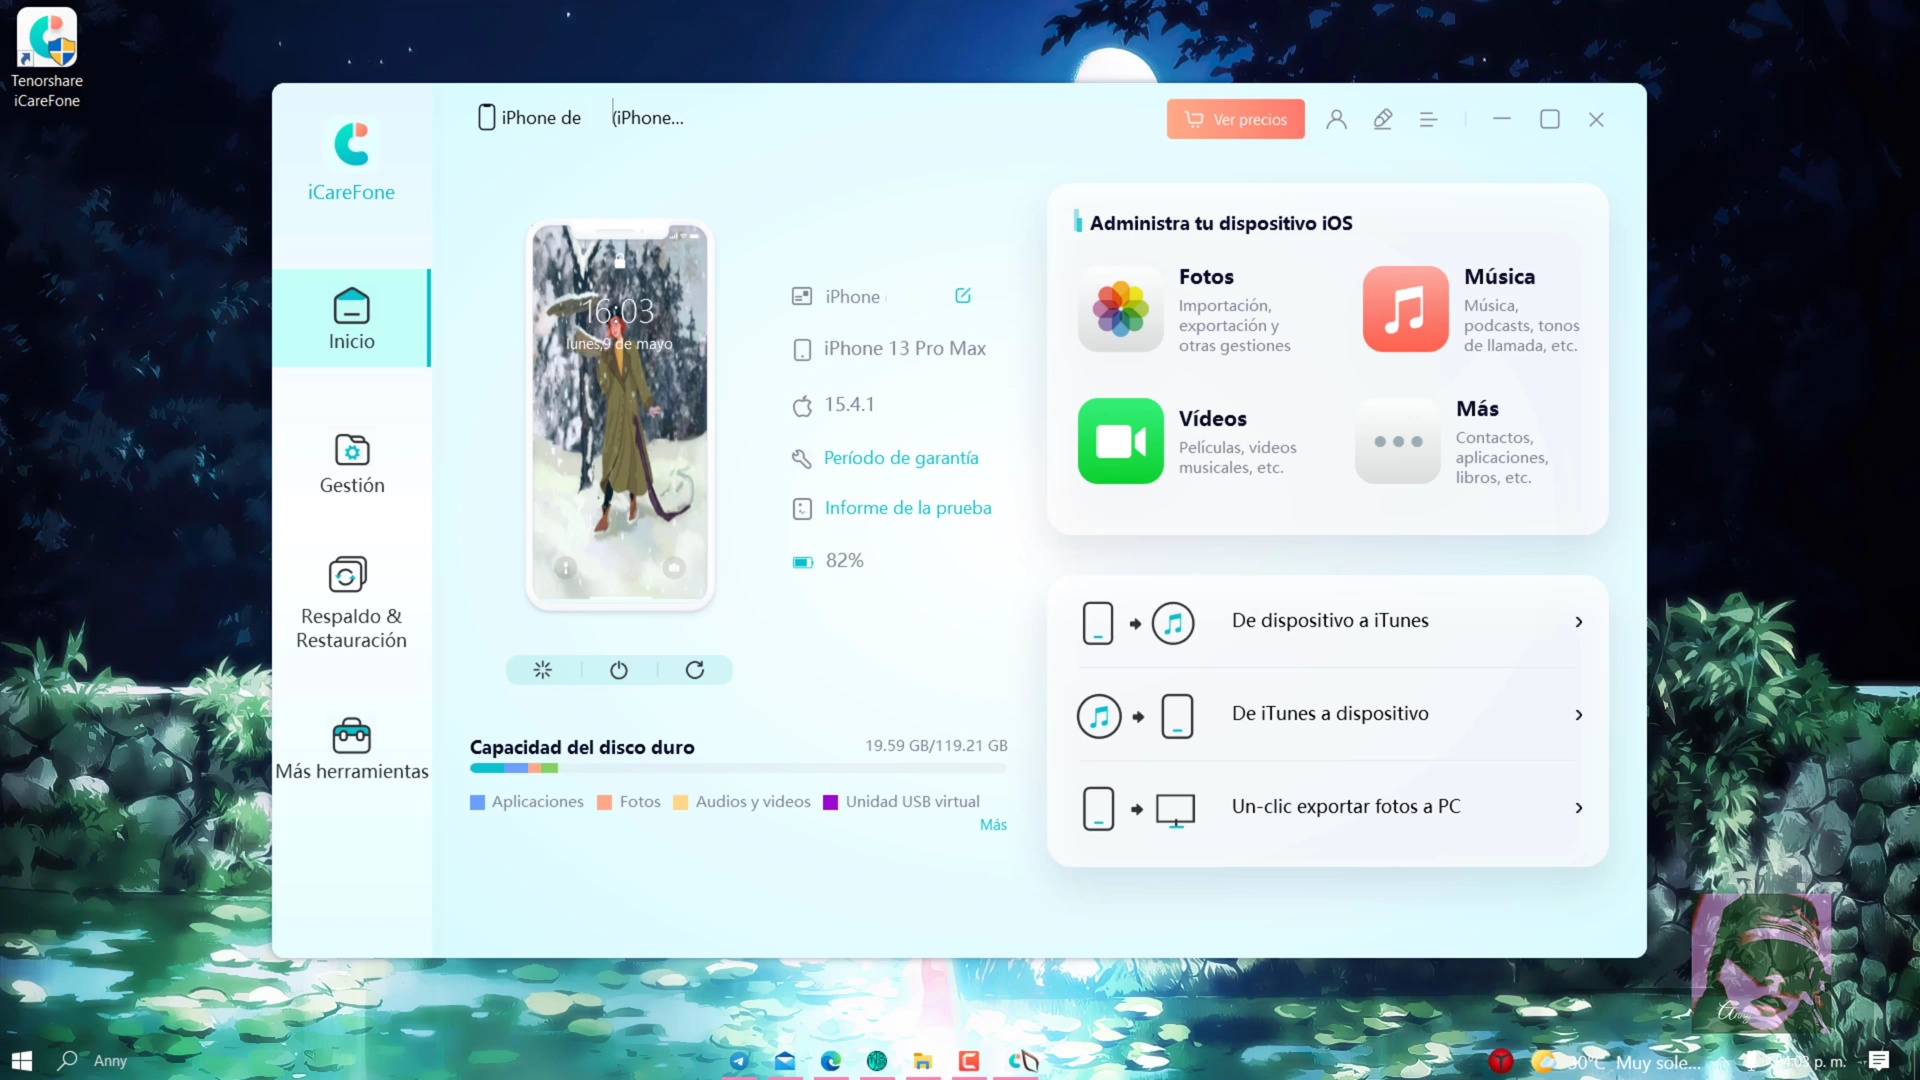 Tenorshare
iCareFone
iPhone de
(iPhone...
Ver precios
iCareFone
Inicio
Gestión
Respaldo &
Restauración
Más herramientas
16:03
lunes,9 de mayo
iPhone
iPhone 13 Pro Max
15.4.1
Período de garantía
Informe de la prueba
82%
Capacidad del disco duro
19.59 GB/119.21 GB
Aplicaciones
Fotos
Audios y videos
Unidad USB virtual
Más
Administra tu dispositivo iOS
Fotos
Importación,
exportación y
otras gestiones
Música
Música,
podcasts, tonos
de llamada, etc.
Vídeos
Películas, videos
musicales, etc.
Más
Contactos,
aplicaciones,
libros, etc.
De dispositivo a iTunes
De iTunes a dispositivo
Un-clic exportar fotos a PC
Anny
30°C Muy sole...
p. m.